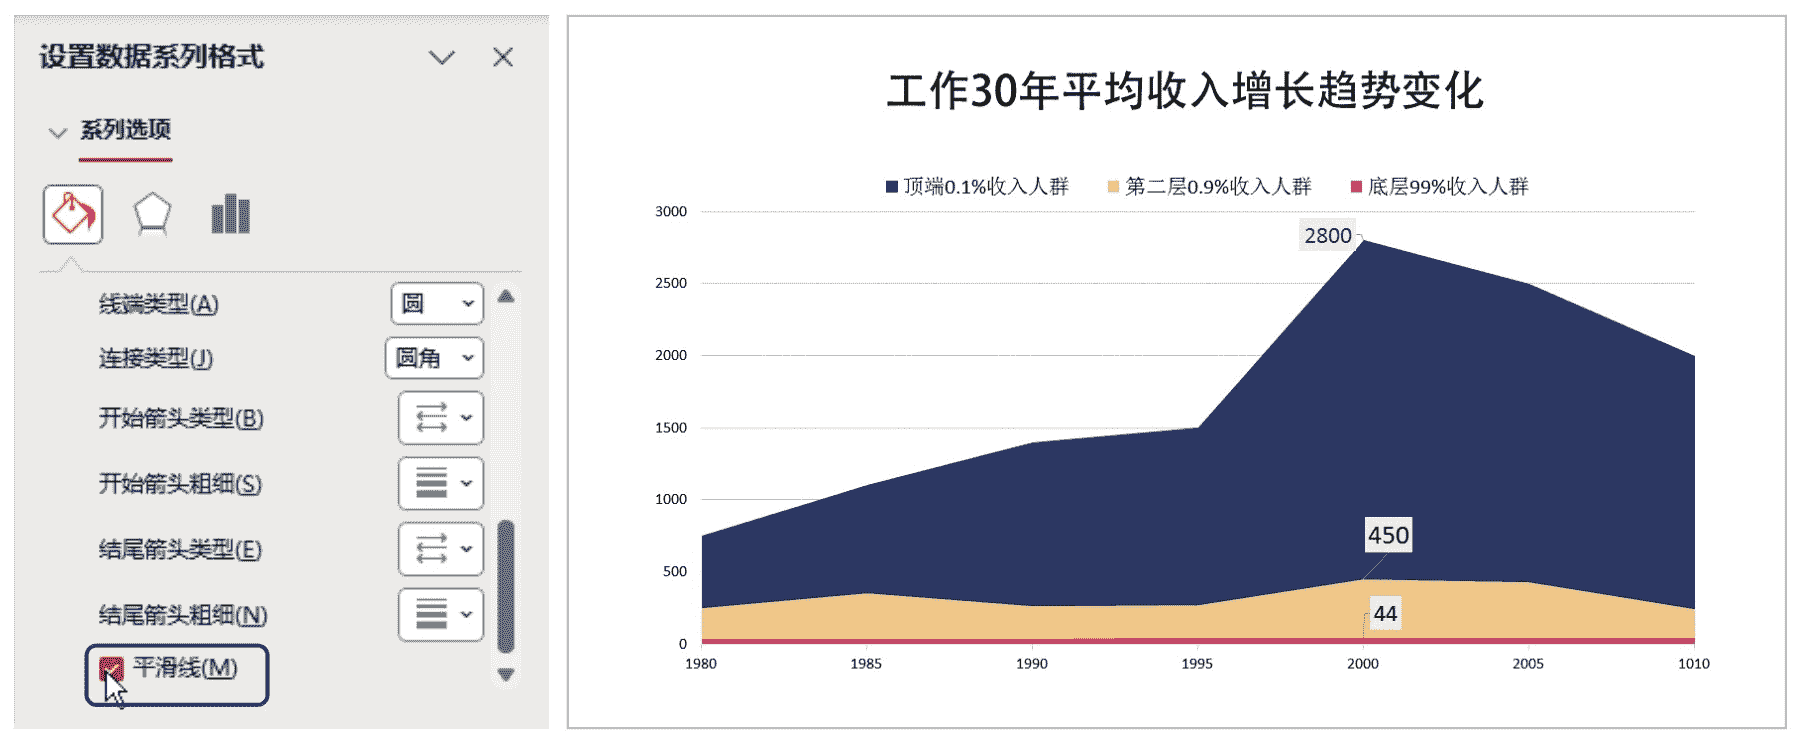 设置数据系列格式
系列选项
线端类型(A)
圆
连接类型(J)
圆角
开始箭头类型(B)
开始箭头粗细(S)
结尾箭头类型(E)
结尾箭头粗细(N)
平滑线(M)
工作30年平均收入增长趋势变化
顶端0.1%收入人群 第二层0.9%收入人群 底层99%收入人群
3000
2800
2500
2000
1500
1000
450
500
44
0
1980 1985 1990 1995 2000 2005 1010